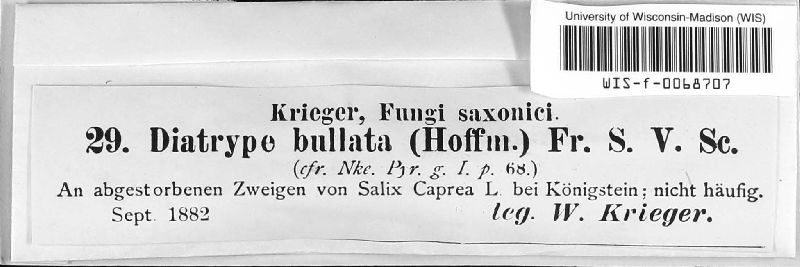 University of Wisconsin-Madison (WIS)
WIS-f-0068707
Krieger, Fungi saxonici.
29. Diatrype bullata (Hoffm.) Fr. S. V. Sc.
(cfr. Nke. Pyr. g. I. p. 68.)
An abgestorbenen Zweigen von Salix Caprea L. bei Königstein; nicht häufig.
Sept. 1882
leg. W. Krieger.